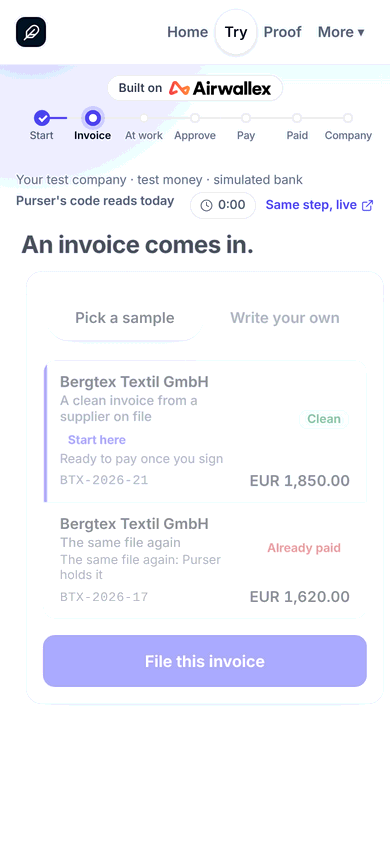 Home Try Proof More ▾
Built on Airwallex
Start Invoice At work Approve Pay Paid Company
Your test company · test money · simulated bank
Purser's code reads today 0:00 Same step, live
An invoice comes in.
Pick a sample Write your own
Bergtex Textil GmbH
A clean invoice from a
supplier on file
Clean
Start here
Ready to pay once you sign
BTX-2026-21 EUR 1,850.00
Bergtex Textil GmbH
The same file again
Already paid
The same file again: Purser
holds it
BTX-2026-17 EUR 1,620.00
File this invoice